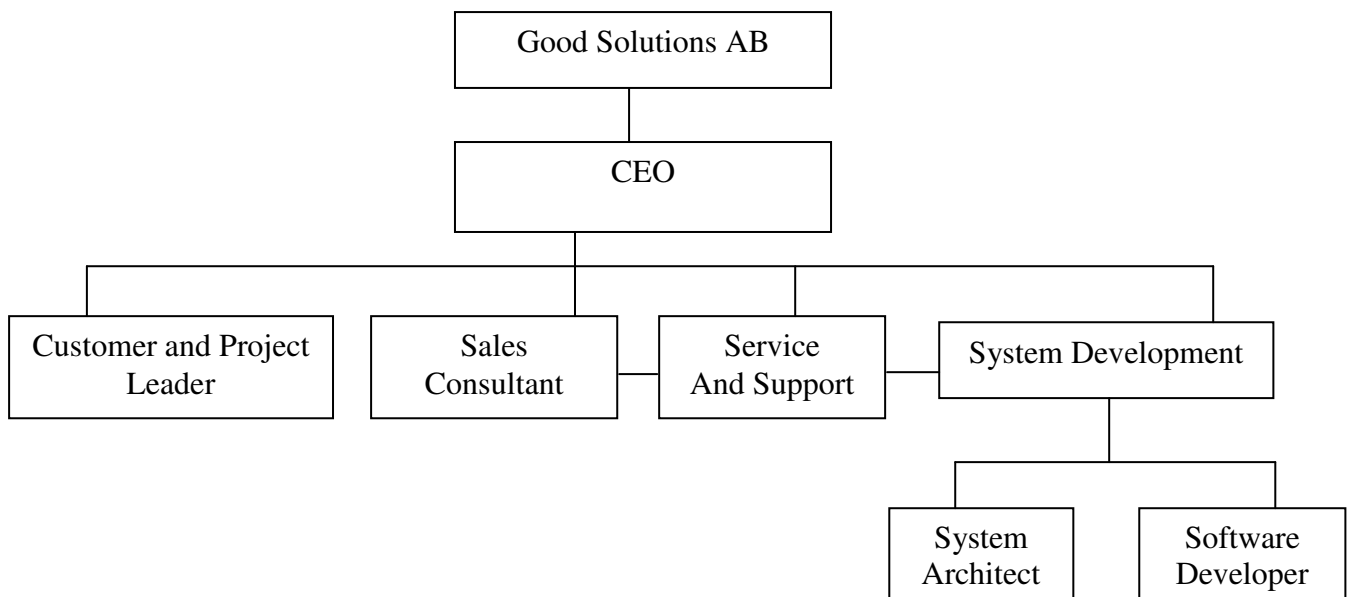 Good Solutions AB
CEO
Customer and Project
Leader
Sales
Consultant
Service
And Support
System Development
System
Architect
Software
Developer